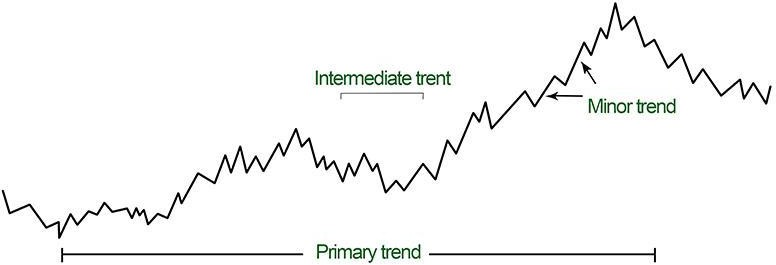 Intermediate trent
Minor trend
Primary trend